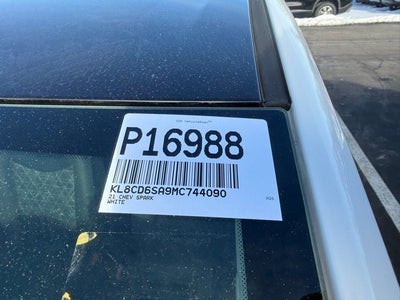 P16988
KL8CD6SA9MC744090
21 CHEV SPARK
WHITE